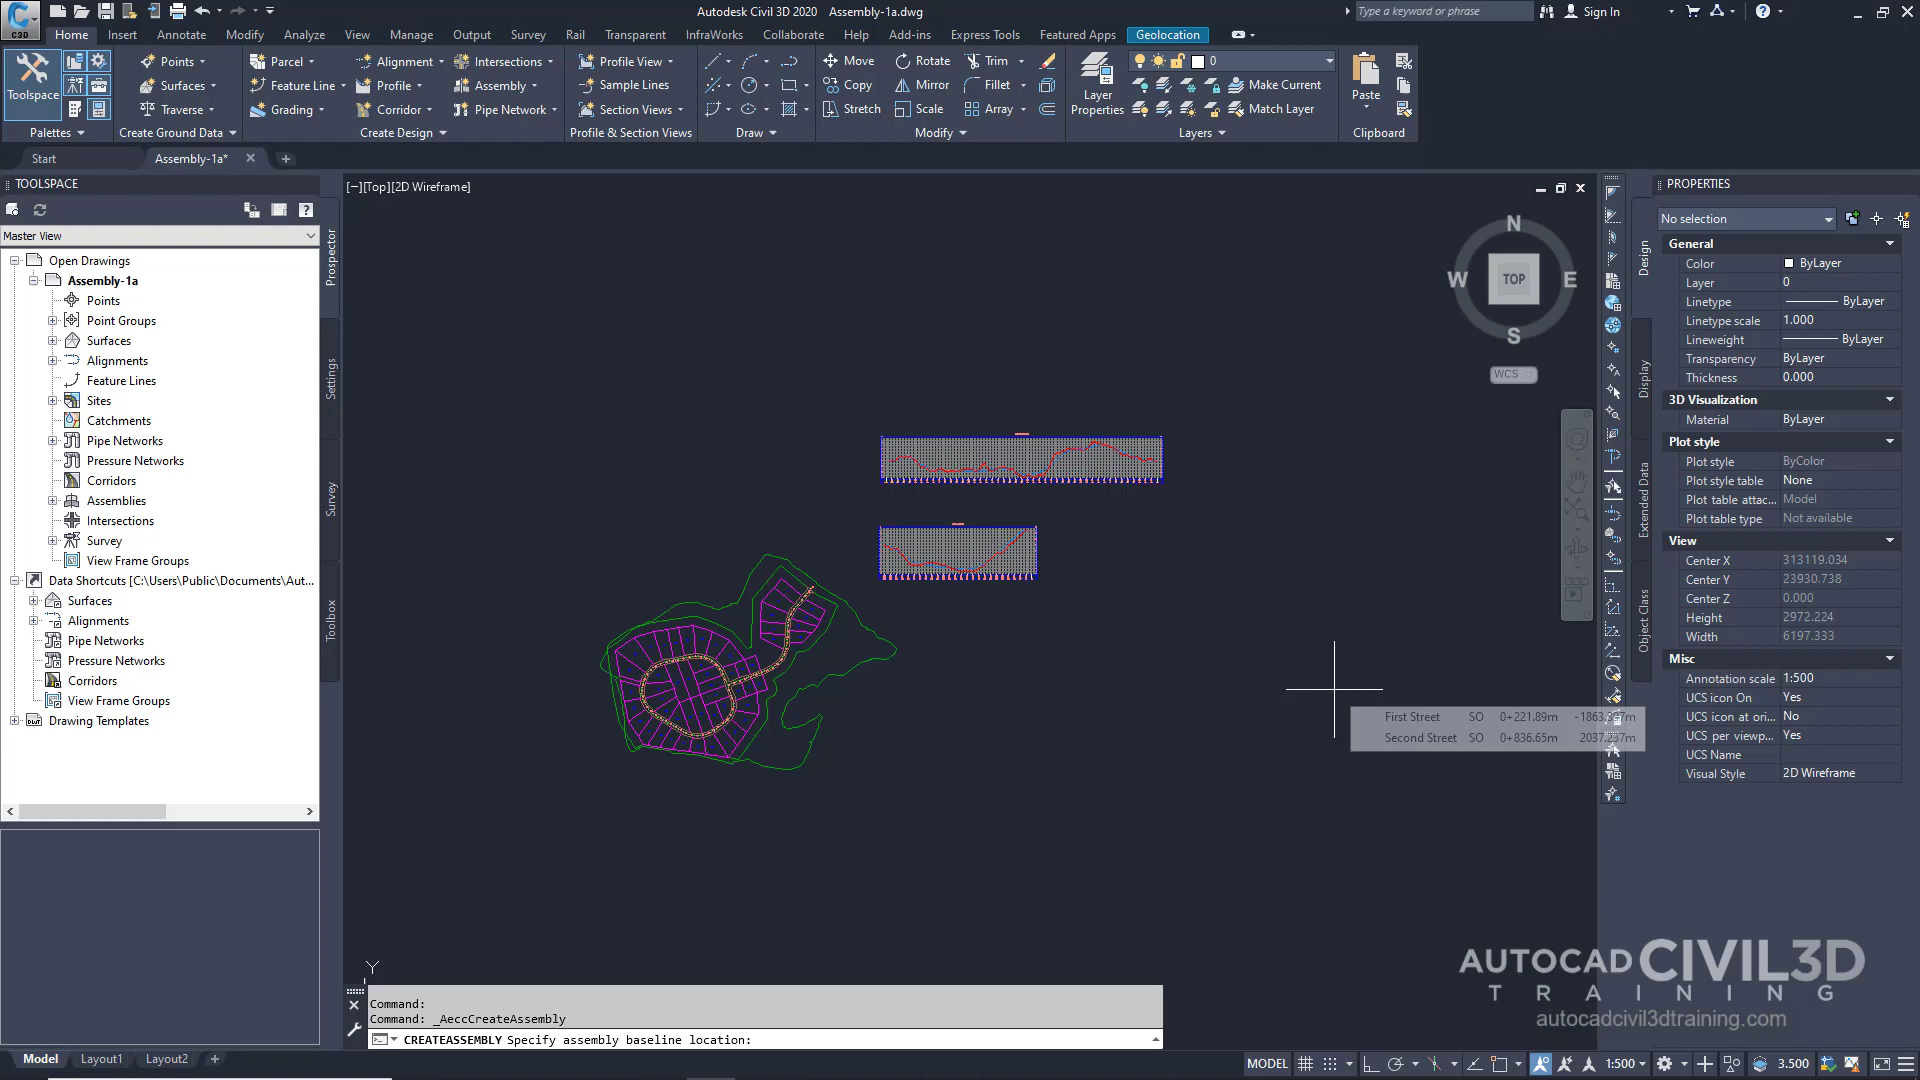 Autodesk Civil 3D 2020 Assembly-1a.dwg
Type a keyword or phrase
Sign In
C3D
Home Insert Annotate Modify Analyze View Manage Output Survey Rail Transparent InfraWorks Collaborate Help Add-ins Express Tools Featured Apps Geolocation
Toolspace
Points
Surfaces
Traverse
Parcel
Feature Line
Grading
Alignment
Profile
Corridor
Intersections
Assembly
Pipe Network
Profile View
Sample Lines
Section Views
Move
Copy
Stretch
Rotate
Mirror
Scale
Trim
Fillet
Array
Layer
Properties
0
Make Current
Match Layer
Paste
Palettes Create Ground Data Create Design Profile & Section Views Draw Modify Layers Clipboard
Start Assembly-1a*
TOOLSPACE
Master View
Open Drawings
Assembly-1a
Points
Point Groups
Surfaces
Alignments
Feature Lines
Sites
Catchments
Pipe Networks
Pressure Networks
Corridors
Assemblies
Intersections
Survey
View Frame Groups
Data Shortcuts [C:\Users\Public\Documents\Aut...
Surfaces
Alignments
Pipe Networks
Pressure Networks
Corridors
View Frame Groups
Drawing Templates
Prospector
Settings
Survey
Toolbox
[−][Top][2D Wireframe]
N
W TOP E
S
WCS
First Street SO 0+221.89m
Second Street SO 0+836.65m 2037.237m
Y
Command:
Command: _AeccCreateAssembly
CREATEASSEMBLY Specify assembly baseline location:
PROPERTIES
No selection
General
Color ByLayer
Layer 0
Linetype ByLayer
Linetype scale 1.000
Lineweight ByLayer
Transparency ByLayer
Thickness 0.000
3D Visualization
Material ByLayer
Plot style
Plot style ByColor
Plot style table None
Plot table attac... Model
Plot table type Not available
View
Center X 313119.034
Center Y 23930.738
Center Z 0.000
Height 2972.224
Width 6197.333
Misc
Annotation scale 1:500
UCS icon On Yes
UCS icon at ori... No
UCS per viewp... Yes
UCS Name
Visual Style 2D Wireframe
Design
Display
Extended Data
Object Class
AUTOCAD CIVIL3D
TRAINING
autocadcivil3dtraining.com
Model Layout1 Layout2
MODEL 1:500 3.500